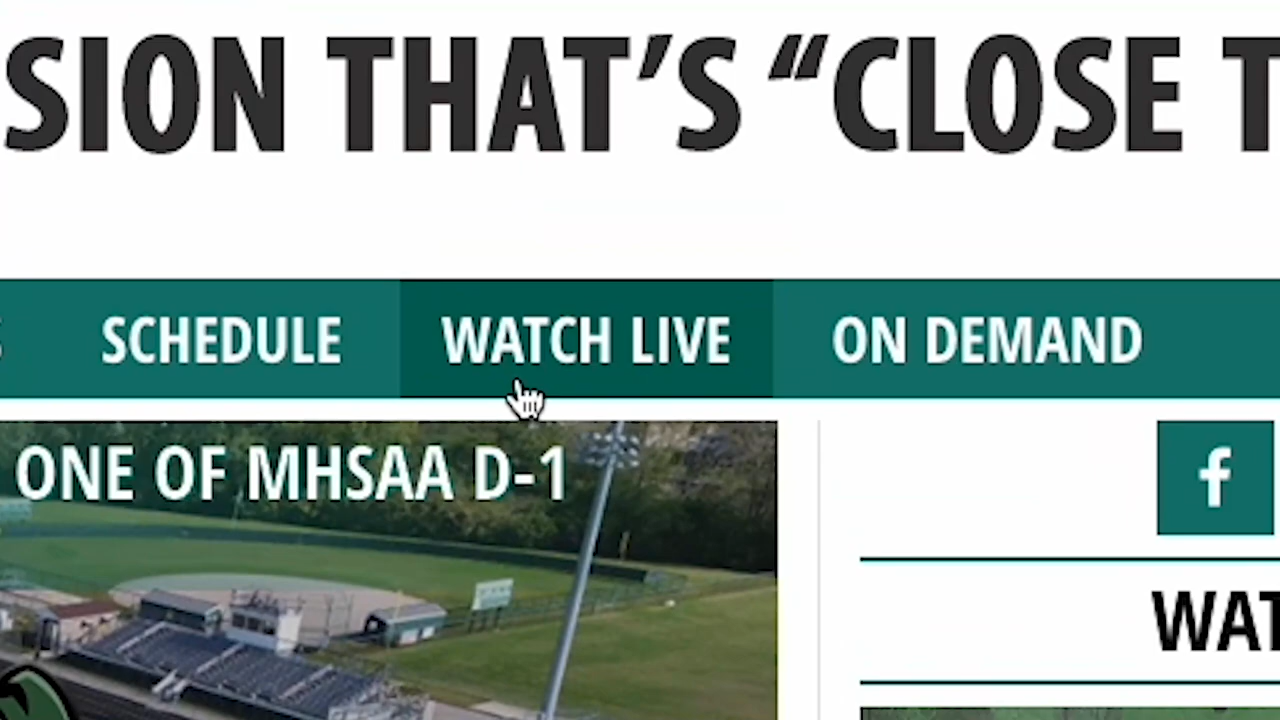 SION THAT'S “CLOSE T
SCHEDULE WATCH LIVE ON DEMAND
ONE OF MHSAA D-1
f
WAT